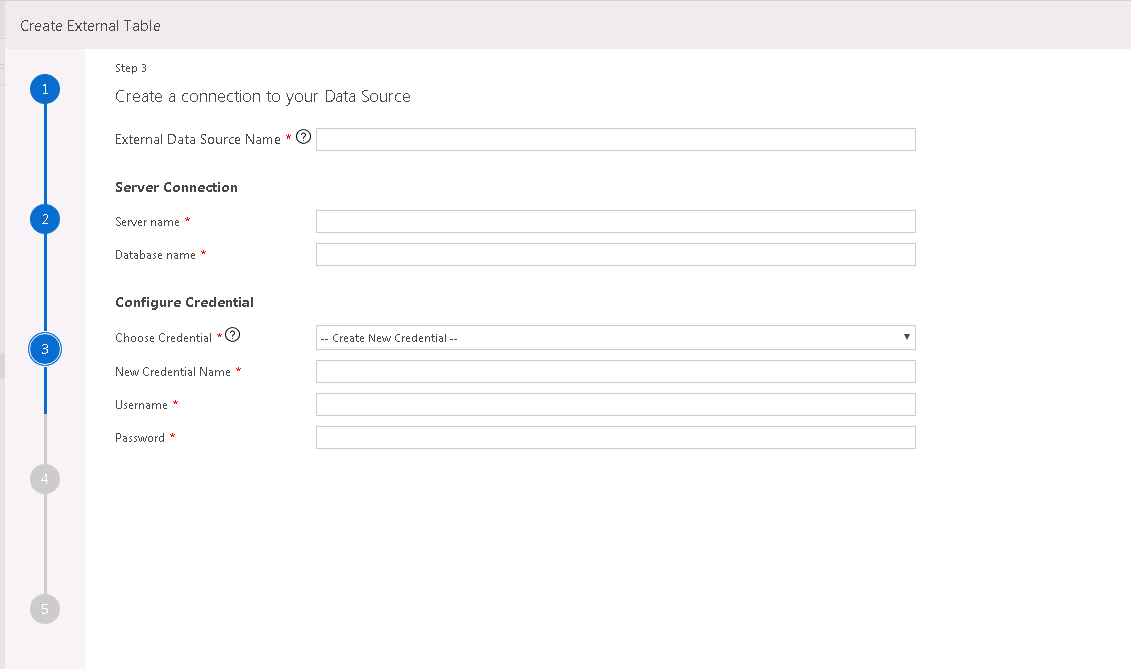 Create External Table
1
2
3
4
5
Step 3
Create a connection to your Data Source
External Data Source Name * ?
Server Connection
Server name *
Database name *
Configure Credential
Choose Credential * ? -- Create New Credential -- ▼
New Credential Name *
Username *
Password *